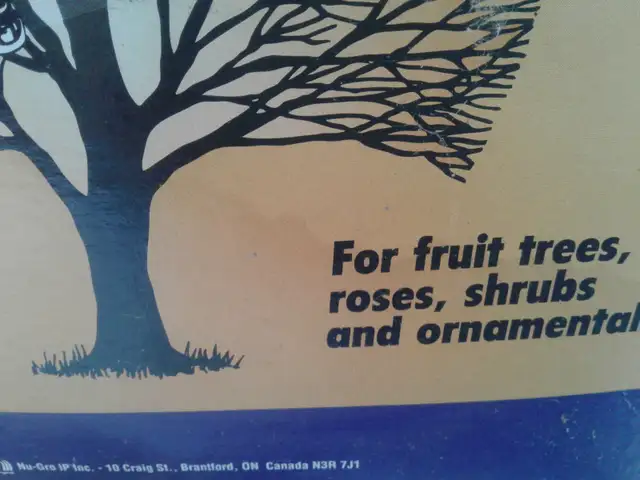 For fruit trees,
roses, shrubs
and ornamental
Nu-Gro IP Inc. - 10 Craig St., Brantford, ON Canada N3R 7J1